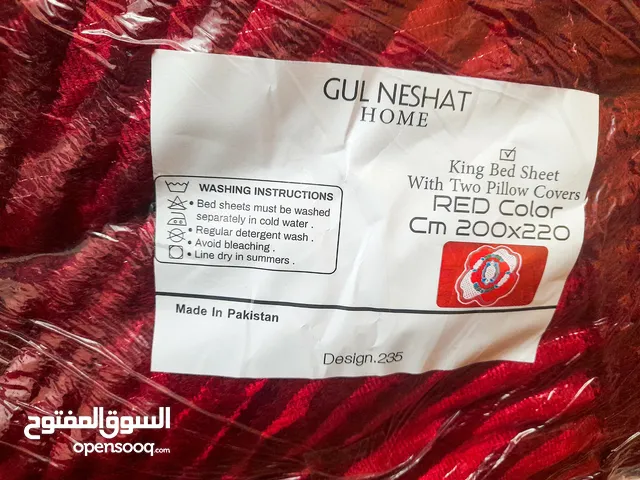 GUL NESHAT
HOME
King Bed Sheet
With Two Pillow Covers
RED Color
Cm 200x220
WASHING INSTRUCTIONS
• Bed sheets must be washed
separately in cold water .
• Regular detergent wash .
• Avoid bleaching .
• Line dry in summers .
Made In Pakistan
Design.235
السوق المفتوح
opensooq.com